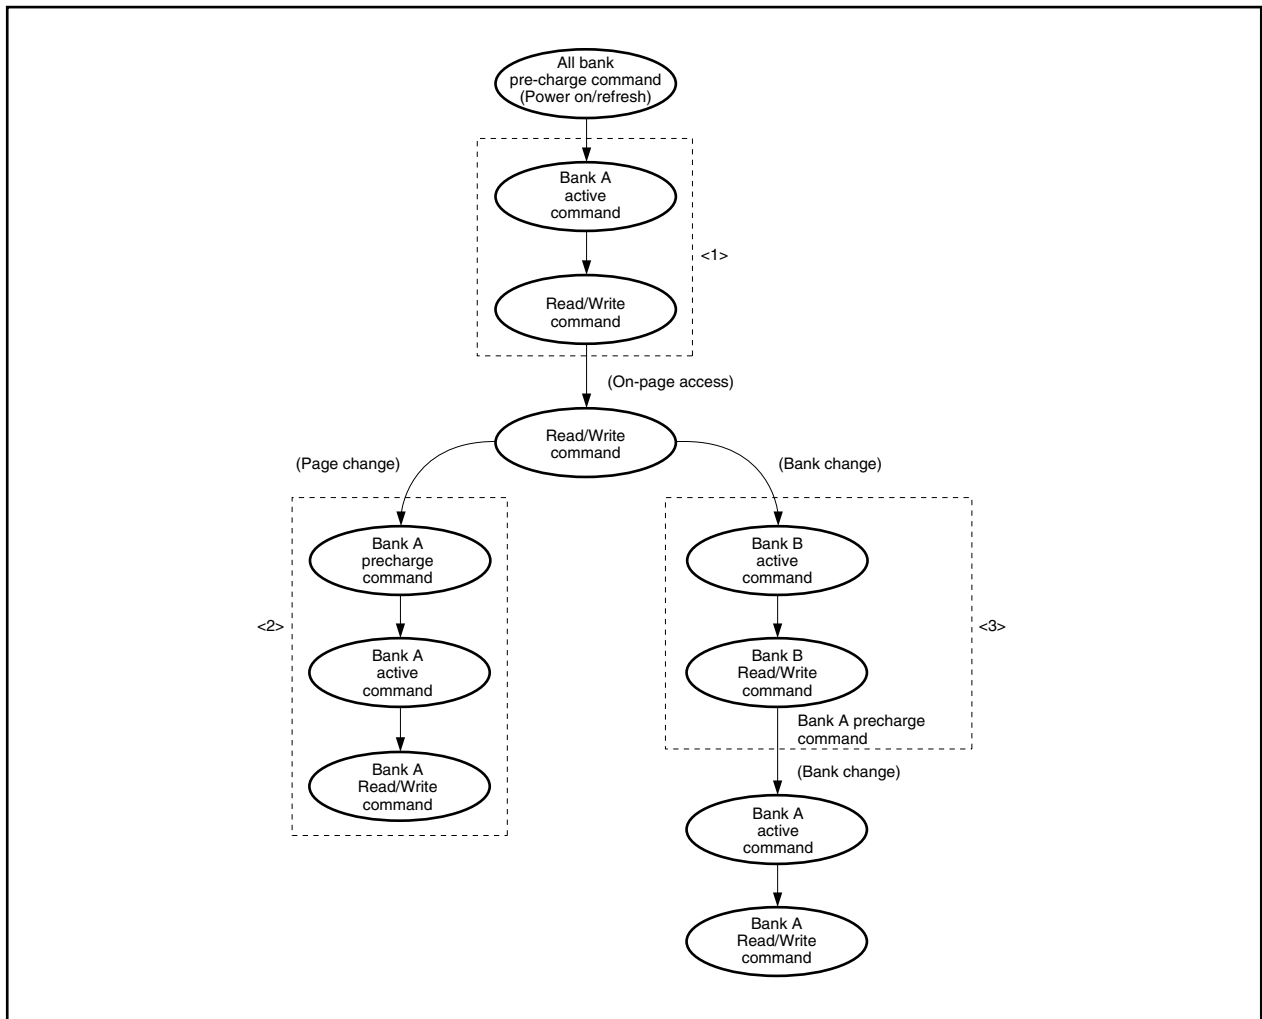 All bank
pre-charge command
(Power on/refresh)
Bank A
active
command
<1>
Read/Write
command
(On-page access)
Read/Write
command
(Page change)
(Bank change)
Bank A
precharge
command
Bank B
active
command
<2>
<3>
Bank A
active
command
Bank B
Read/Write
command
Bank A precharge
command
Bank A
Read/Write
command
(Bank change)
Bank A
active
command
Bank A
Read/Write
command